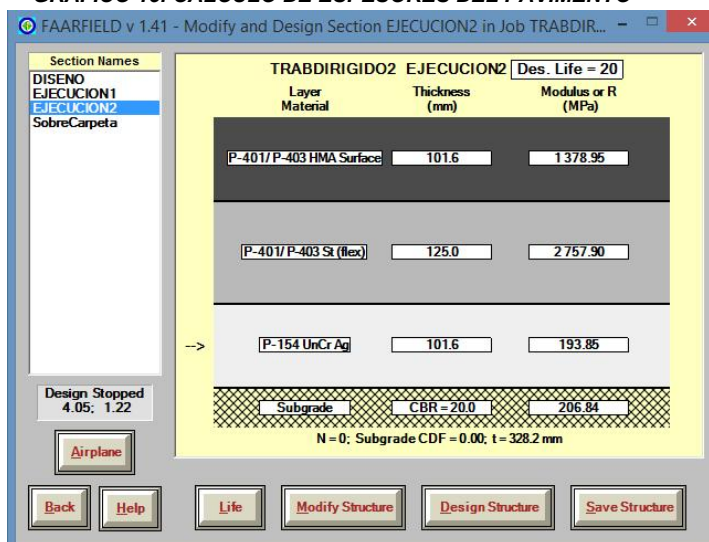 FAARFIELD v 1.41 - Modify and Design Section EJECUCION2 in Job TRABDIR...
Section Names
DISENO
EJECUCION1
EJECUCION2
SobreCarpeta
TRABDIRIGIDO2 EJECUCION2 Des. Life = 20
Layer Material Thickness (mm) Modulus or R (MPa)
P-401/ P-403 HMA Surface 101.6 1 378.95
P-401/ P-403 St (flex) 125.0 2 757.90
--> P-154 UnCr Ag 101.6 193.85
Subgrade CBR = 20.0 206.84
N = 0; Subgrade CDF = 0.00; t = 328.2 mm
Design Stopped
4.05; 1.22
Airplane
Back Help Life Modify Structure Design Structure Save Structure